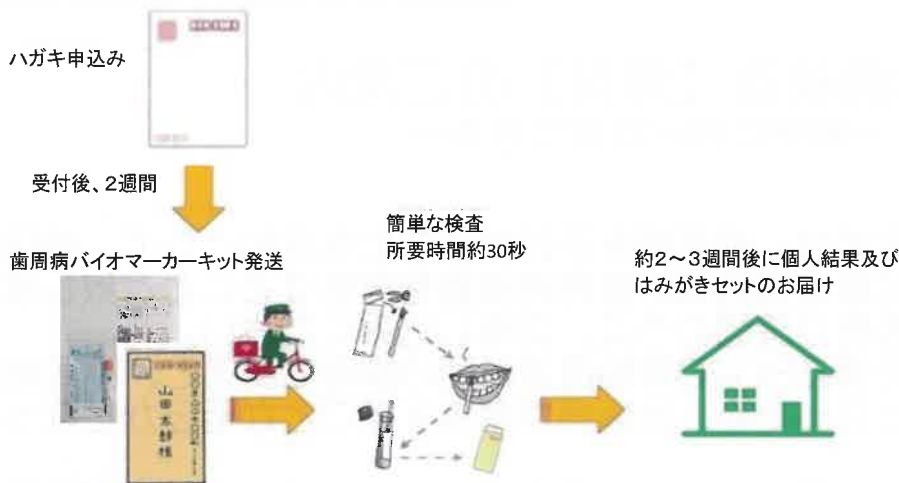 ハガキ申込み
受付後、2週間
歯周病バイオマーカーキット発送
山田太郎様
簡単な検査
所要時間約30秒
約2～3週間後に個人結果及び
はみがきセットのお届け